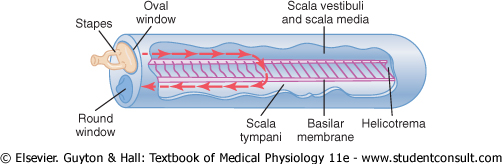 Stapes
Oval
window
Scala vestibuli
and scala media
Round
window
Scala
tympani
Basilar
membrane
Helicotrema
© Elsevier. Guyton & Hall: Textbook of Medical Physiology 11e - www.studentconsult.com